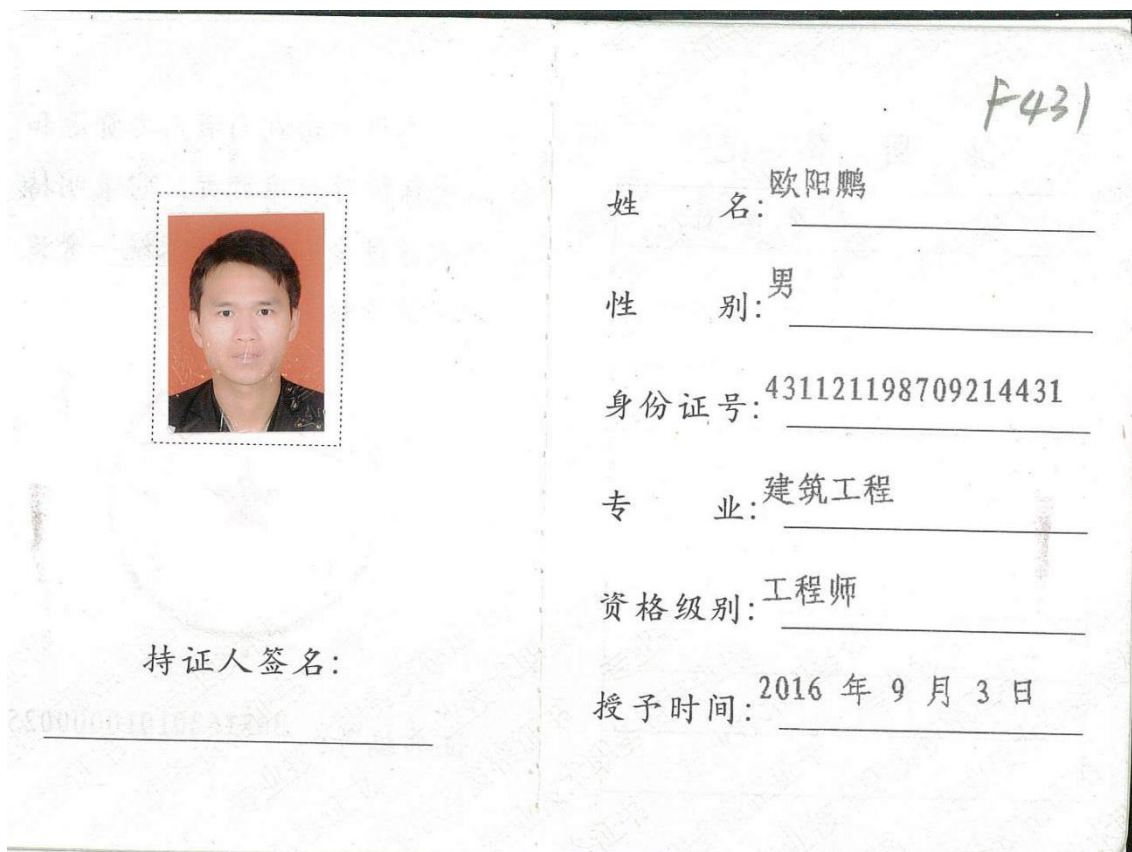 F431
姓 名:欧阳鹏
性 别:男
身份证号:431121198709214431
专 业:建筑工程
资格级别:工程师
授予时间:2016 年 9 月 3 日
持证人签名: